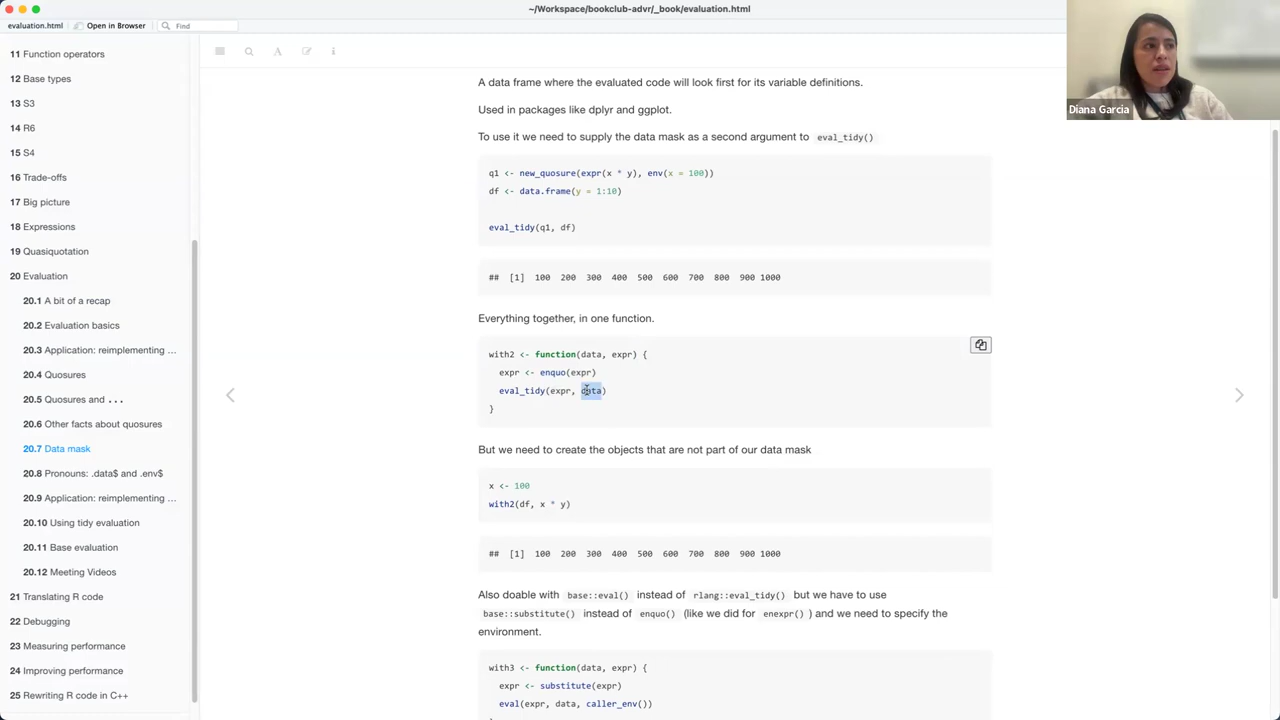 ~/Workspace/bookclub-advr/_book/evaluation.html
evaluation.html
Open in Browser
Find
11 Function operators
12 Base types
13 S3
14 R6
15 S4
16 Trade-offs
17 Big picture
18 Expressions
19 Quasiquotation
20 Evaluation
20.1 A bit of a recap
20.2 Evaluation basics
20.3 Application: reimplementing ...
20.4 Quosures
20.5 Quosures and ...
20.6 Other facts about quosures
20.7 Data mask
20.8 Pronouns: .data$ and .env$
20.9 Application: reimplementing ...
20.10 Using tidy evaluation
20.11 Base evaluation
20.12 Meeting Videos
21 Translating R code
22 Debugging
23 Measuring performance
24 Improving performance
25 Rewriting R code in C++
A data frame where the evaluated code will look first for its variable definitions.
Used in packages like dplyr and ggplot.
To use it we need to supply the data mask as a second argument to eval_tidy()
q1 <- new_quosure(expr(x * y), env(x = 100))
df <- data.frame(y = 1:10)
eval_tidy(q1, df)
## [1] 100 200 300 400 500 600 700 800 900 1000
Everything together, in one function.
with2 <- function(data, expr) {
expr <- enquo(expr)
eval_tidy(expr, data)
}
But we need to create the objects that are not part of our data mask
x <- 100
with2(df, x * y)
## [1] 100 200 300 400 500 600 700 800 900 1000
Also doable with base::eval() instead of rlang::eval_tidy() but we have to use
base::substitute() instead of enquo() (like we did for enexpr() ) and we need to specify the
environment.
with3 <- function(data, expr) {
expr <- substitute(expr)
eval(expr, data, caller_env())
Diana Garcia